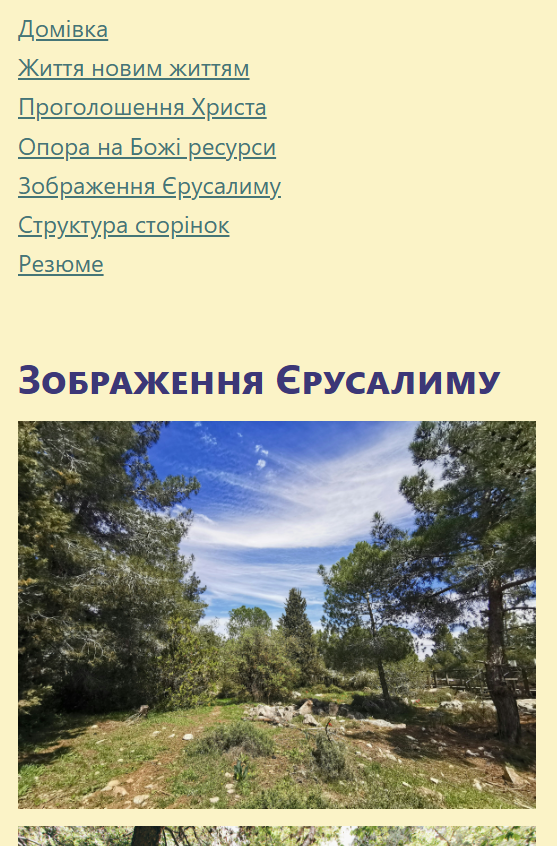 Домівка
Життя новим життям
Проголошення Христа
Опора на Божі ресурси
Зображення Єрусалиму
Структура сторінок
Резюме
Зображення Єрусалиму